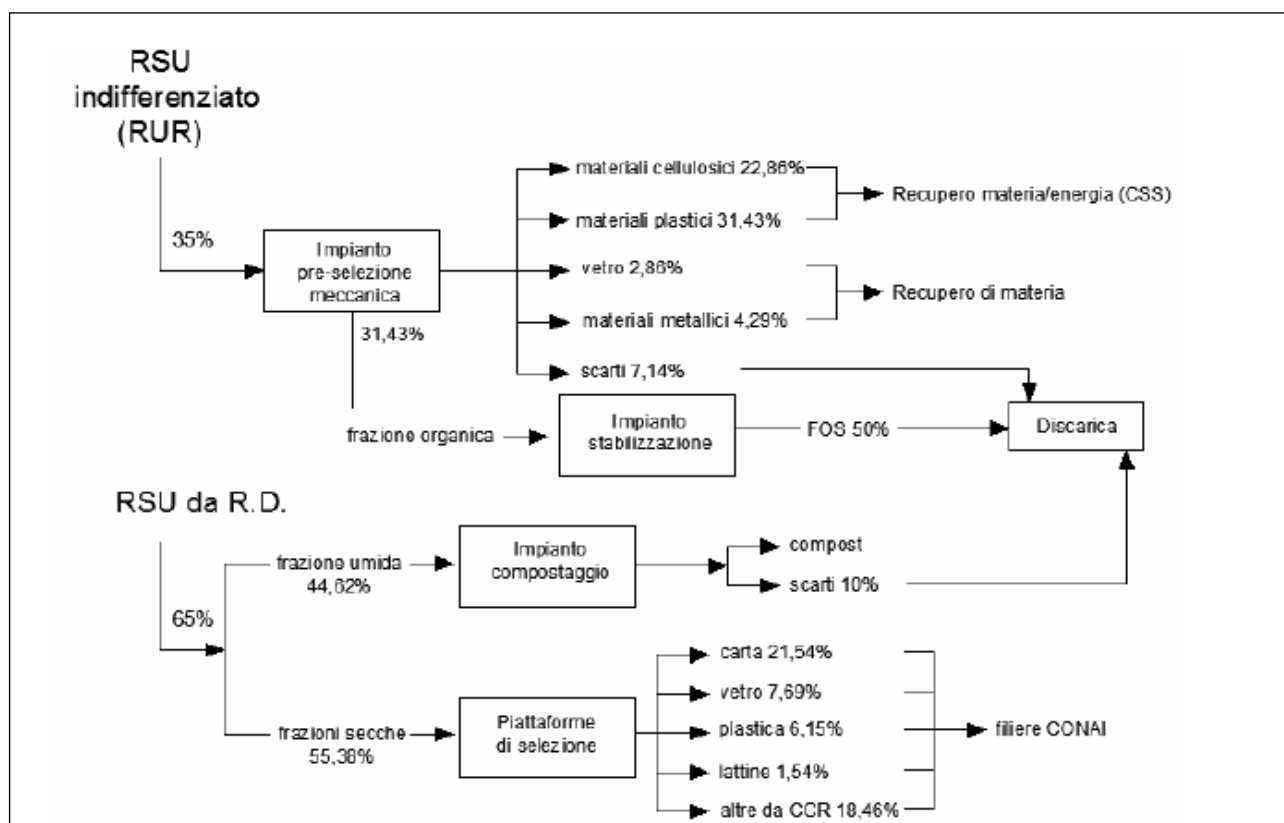 RSU
indifferenziato
(RUR)
35%
Impianto
pre-selezione
meccanica
31,43%
materiali cellulosici 22,86%
materiali plastici 31,43%
Recupero materia/energia (CSS)
vetro 2,86%
materiali metallici 4,29%
Recupero di materia
scarti 7,14%
frazione organica
Impianto
stabilizzazione
FOS 50%
Discarica
RSU da R.D.
65%
frazione umida
44,62%
Impianto
compostaggio
compost
scarti 10%
frazioni secche
55,38%
Piattaforme
di selezione
carta 21,54%
vetro 7,69%
plastica 6,15%
lattine 1,54%
altre da CCR 18,46%
filiere CONAI